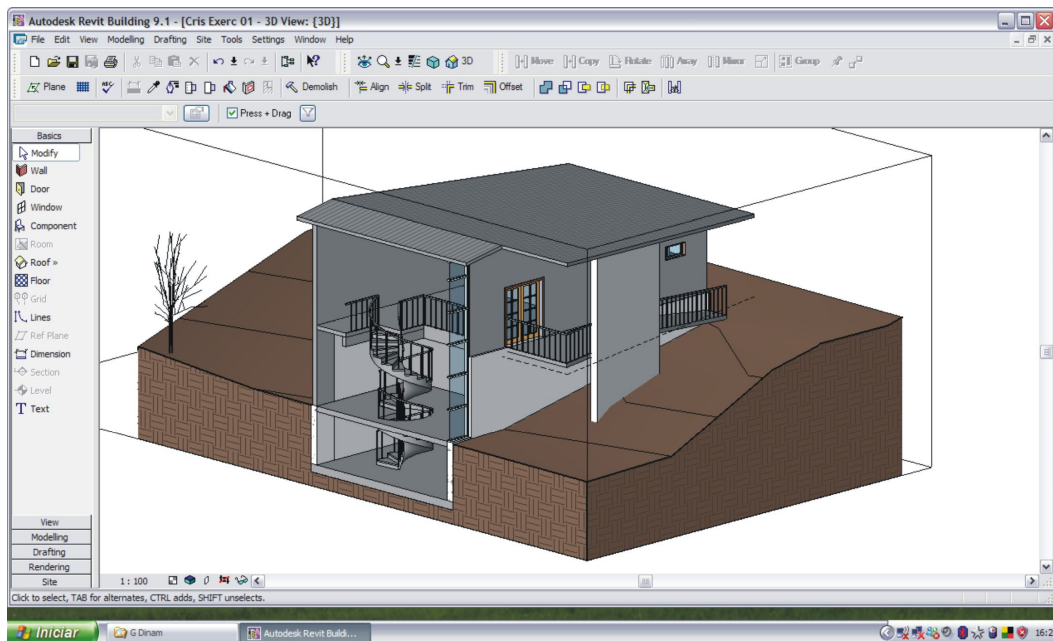 Autodesk Revit Building 9.1 - [Cris Exerc 01 - 3D View: {3D}]
File Edit View Modelling Drafting Site Tools Settings Window Help
3D Move Copy Rotate Array Mirror Group
Plane Demolish Align Split Trim Offset
Press + Drag
Basics
Modify
Wall
Door
Window
Component
Room
Roof »
Floor
Grid
Lines
Ref Plane
Dimension
Section
Level
Text
View
Modelling
Drafting
Rendering
Site
1 : 100
Click to select, TAB for alternates, CTRL adds, SHIFT unselects.
Iniciar G Dinam Autodesk Revit Buildi...